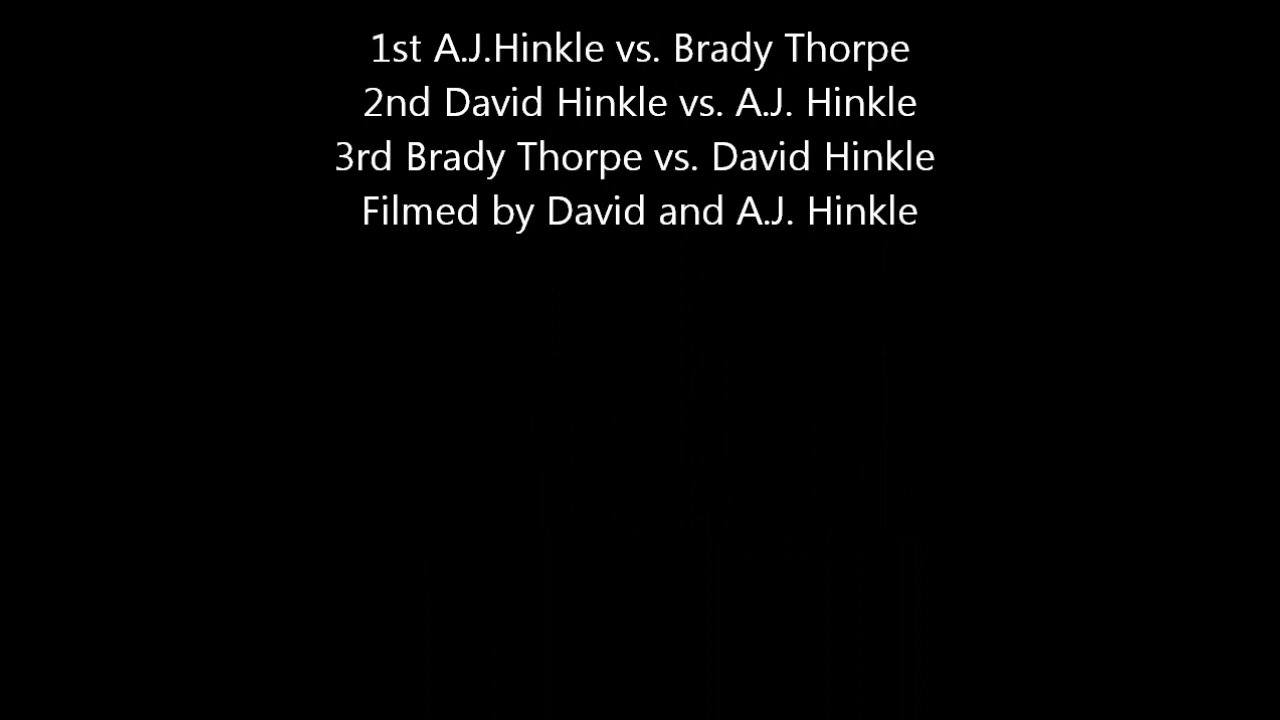 1st A.J.Hinkle vs. Brady Thorpe
2nd David Hinkle vs. A.J. Hinkle
3rd Brady Thorpe vs. David Hinkle
Filmed by David and A.J. Hinkle